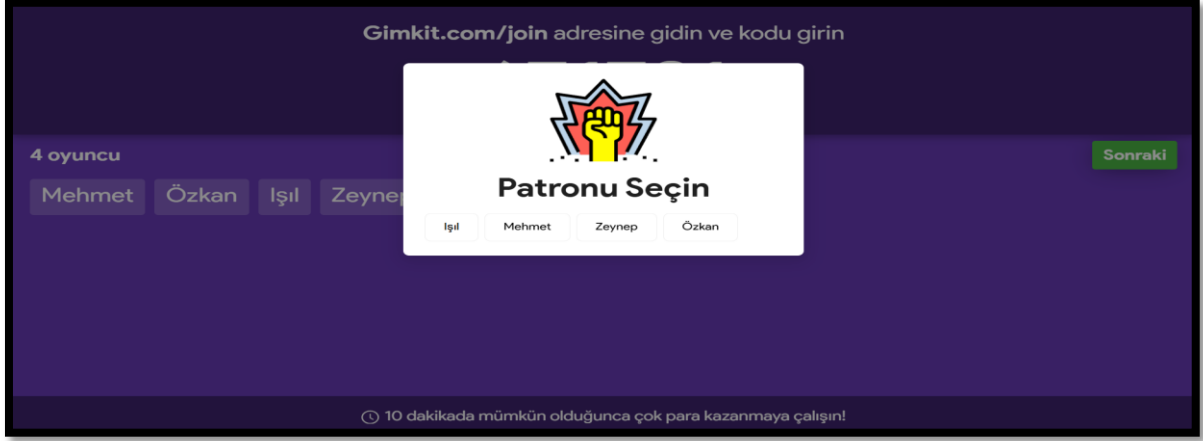 Gimkit.com/join adresine gidin ve kodu girin
Patronu Seçin
Işıl Mehmet Zeynep Özkan
4 oyuncu
Sonraki
Mehmet Özkan Işıl Zeynep
10 dakikada mümkün olduğunca çok para kazanmaya çalışın!